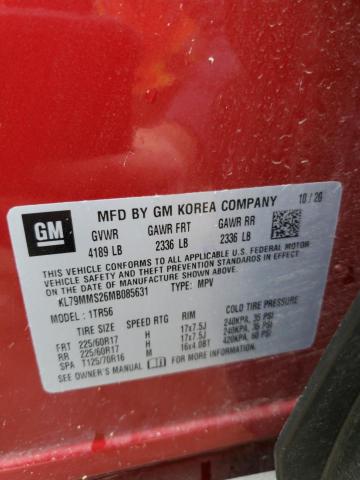 GM
MFD BY GM KOREA COMPANY 10/20
GVWR GAWR FRT GAWR RR
4189 LB 2336 LB 2336 LB
THIS VEHICLE CONFORMS TO ALL APPLICABLE U.S. FEDERAL MOTOR
VEHICLE SAFETY, BUMPER, AND THEFT PREVENTION STANDARDS IN EFFECT ON THE
DATE OF MANUFACTURE SHOWN ABOVE.
KL79MMS26MB085631 TYPE: MPV
MODEL: 1TR56
TIRE SIZE SPEED RTG RIM COLD TIRE PRESSURE
FRT 225/60R17 H 17x7.5J 240KPA, 35 PSI
RR 225/60R17 H 17x7.5J 240KPA, 35 PSI
SPA T125/70R16 M 16x4.0BT 420KPA, 60 PSI
SEE OWNER'S MANUAL FOR MORE INFORMATION.